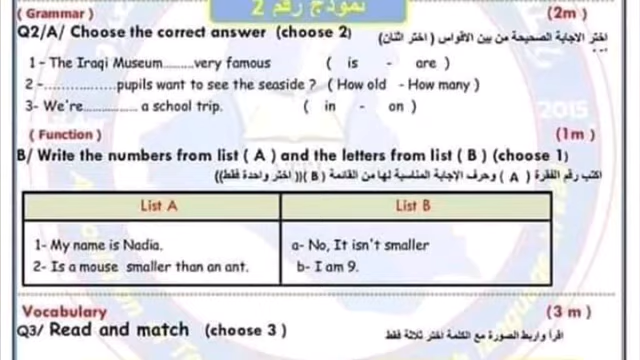 نموذج رقم 2
( Grammar ) (2m )
Q2/A/ Choose the correct answer (choose 2) اختر الاجابة الصحيحة من بين الاقواس ( اختر اثنان)
1 - The Iraqi Museum..........very famous ( is - are )
2 -....................pupils want to see the seaside ? ( How old - How many )
3- We're................. a school trip. ( in - on )
2015
( Function ) (1m )
B/ Write the numbers from list ( A ) and the letters from list ( B ) (choose 1)
اكتب رقم الفقرة ( A ) وحرف الاجابة المناسبة لها من القائمة ( B )(( اختر واحدة فقط))
List A List B
1- My name is Nadia. a- No, It isn't smaller
2- Is a mouse smaller than an ant. b- I am 9.
Vocabulary (3 m )
Q3/ Read and match (choose 3 ) اقرأ واربط الصورة مع الكلمة اختر ثلاثة فقط